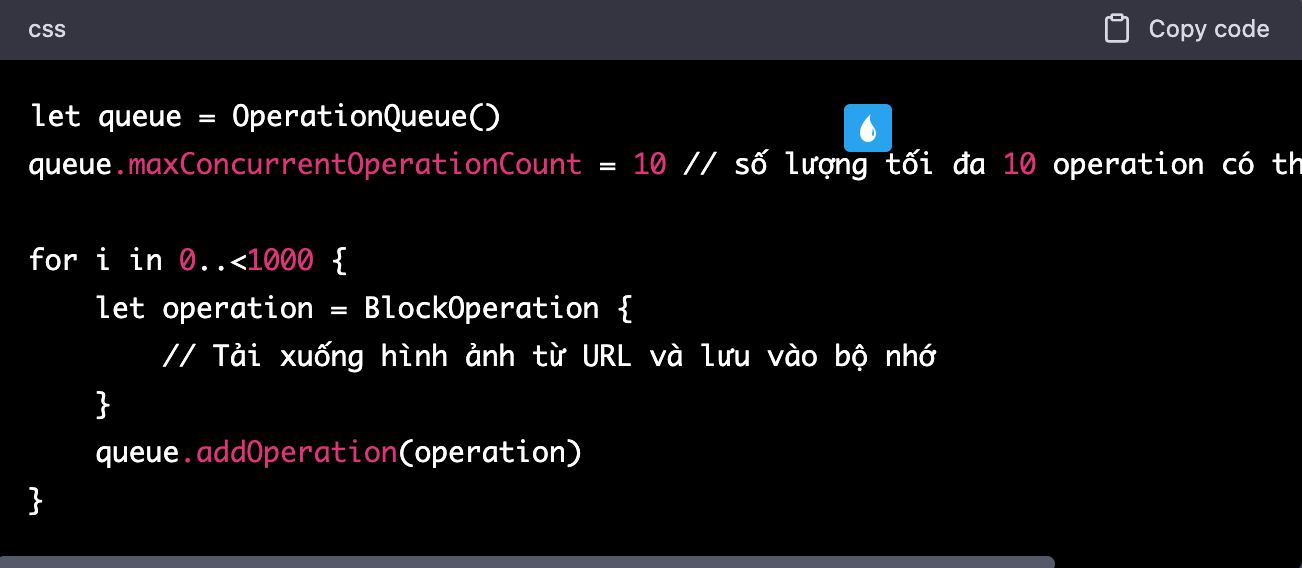 css
Copy code
let queue = OperationQueue()
queue.maxConcurrentOperationCount = 10 // số lượng tối đa 10 operation có th
for i in 0..<1000 {
    let operation = BlockOperation {
        // Tải xuống hình ảnh từ URL và lưu vào bộ nhớ
    }
    queue.addOperation(operation)
}